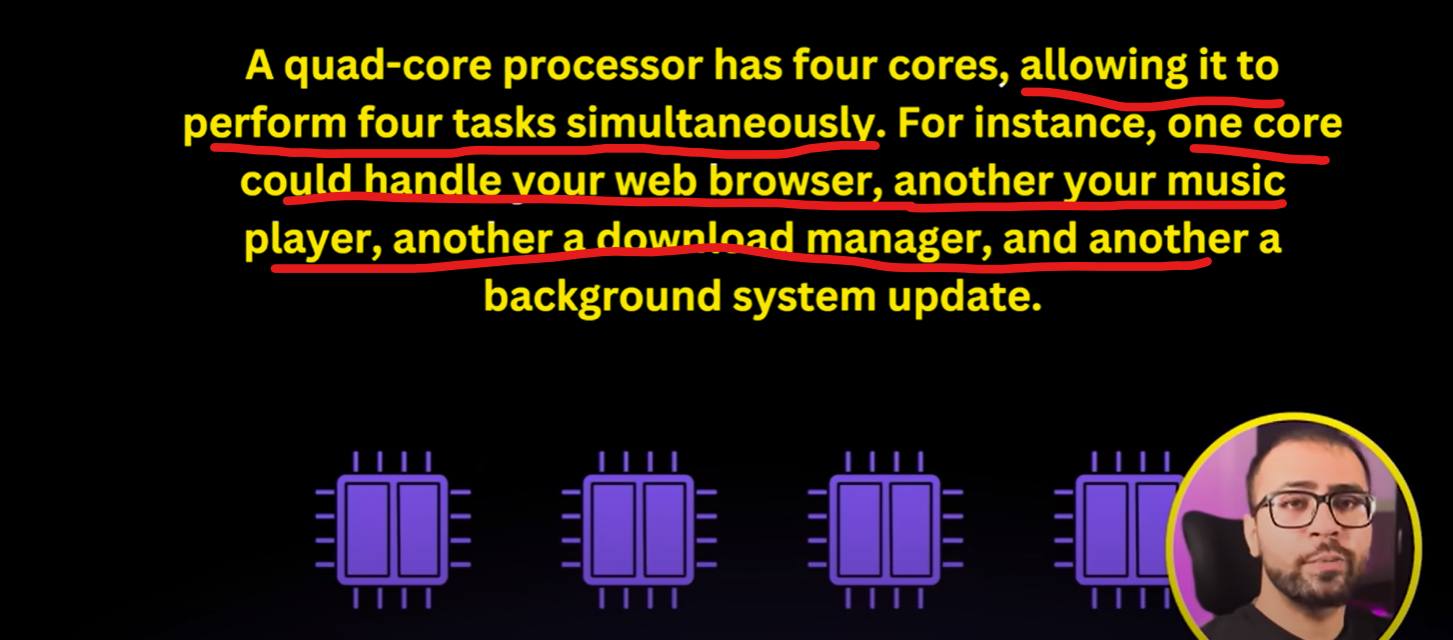 A quad-core processor has four cores, allowing it to
perform four tasks simultaneously. For instance, one core
could handle your web browser, another your music
player, another a download manager, and another a
background system update.